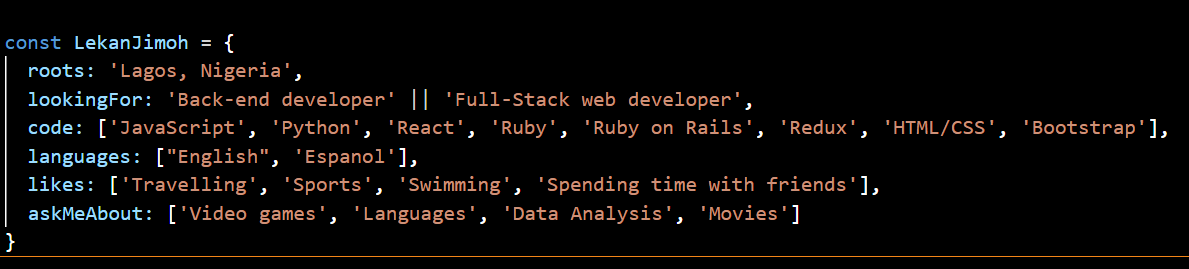 const LekanJimoh = {
roots: 'Lagos, Nigeria',
lookingFor: 'Back-end developer' || 'Full-Stack web developer',
code: ['JavaScript', 'Python', 'React', 'Ruby', 'Ruby on Rails', 'Redux', 'HTML/CSS', 'Bootstrap'],
languages: ["English", 'Espanol'],
likes: ['Travelling', 'Sports', 'Swimming', 'Spending time with friends'],
askMeAbout: ['Video games', 'Languages', 'Data Analysis', 'Movies']
}